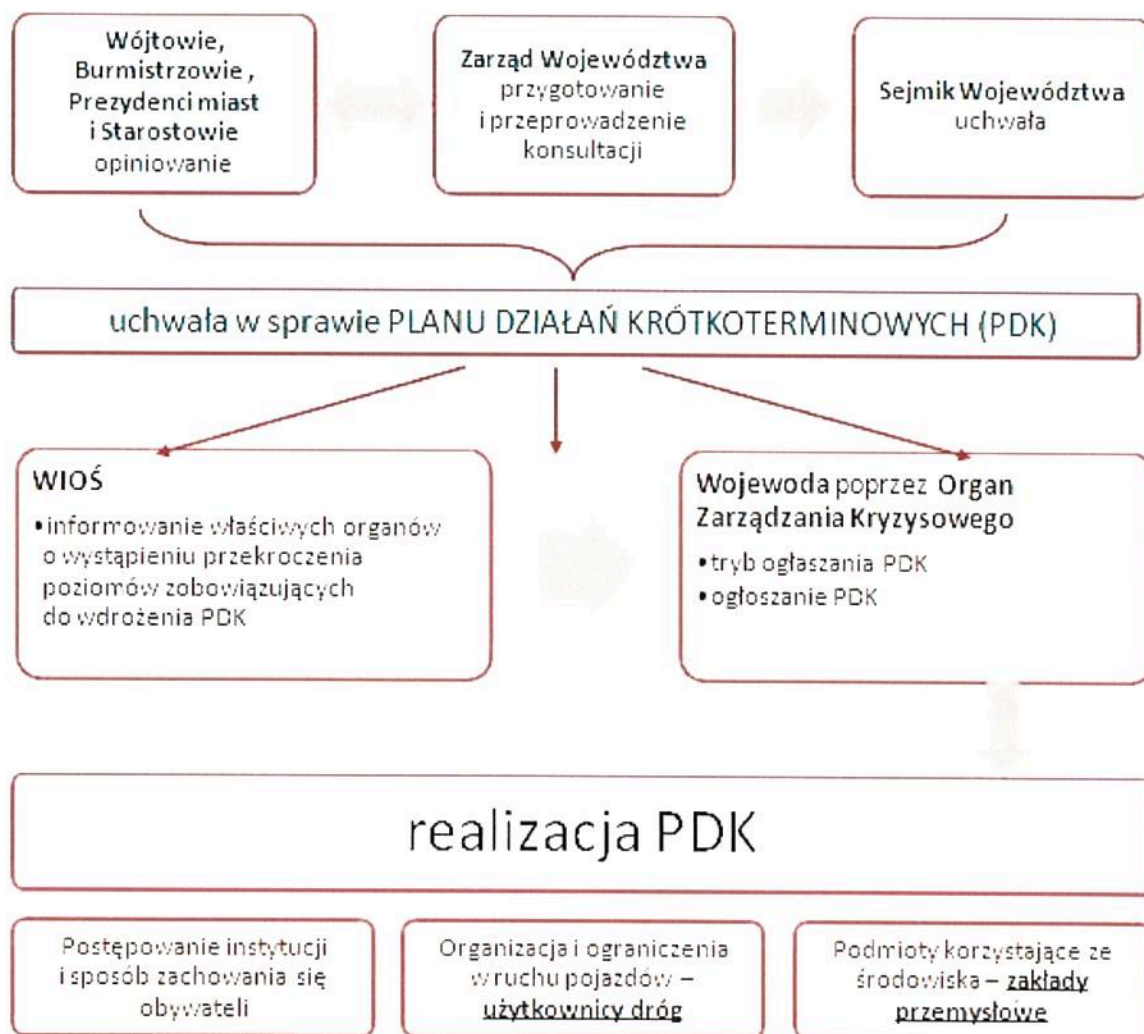 Wójtowie,
Burmistrzowie ,
Prezydenci miast
i Starostowie
opiniowanie
Zarząd Województwa
przygotowanie
i przeprowadzenie
konsultacji
Sejmik Województwa
uchwała
uchwała w sprawie PLANU DZIAŁAŃ KRÓTKOTERMINOWYCH (PDK)
WIOŚ
•informowanie właściwych organów
o wystąpieniu przekroczenia
poziomów zobowiązujących
do wdrożenia PDK
Wojewoda poprzez Organ
Zarządzania Kryzysowego
•tryb ogłaszania PDK
•ogłoszanie PDK
realizacja PDK
Postępowanie instytucji
i sposób zachowania się
obywateli
Organizacja i ograniczenia
w ruchu pojazdów –
użytkownicy dróg
Podmioty korzystające ze
środowiska – zakłady
przemysłowe